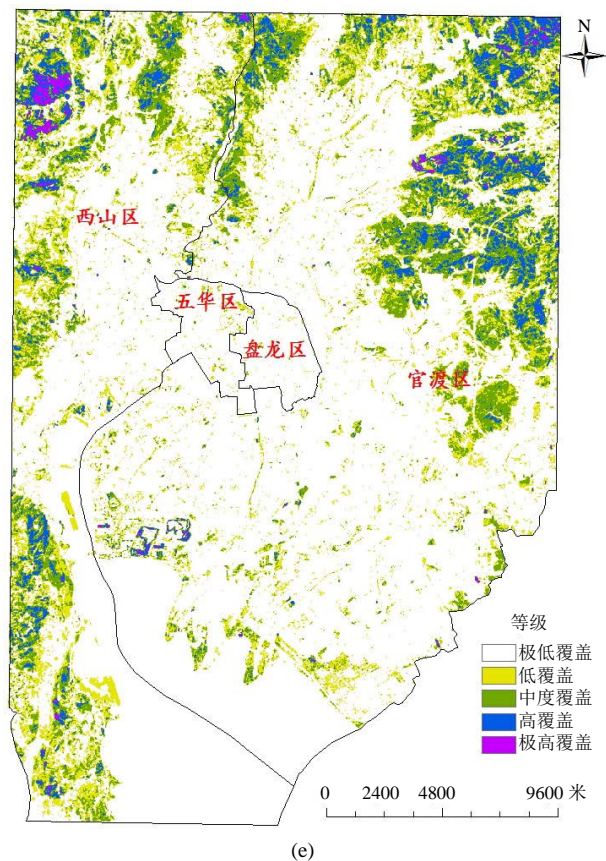 N
西山区
五华区
盘龙区
官渡区
等级
极低覆盖
低覆盖
中度覆盖
高覆盖
极高覆盖
0 2400 4800 9600 米
(e)